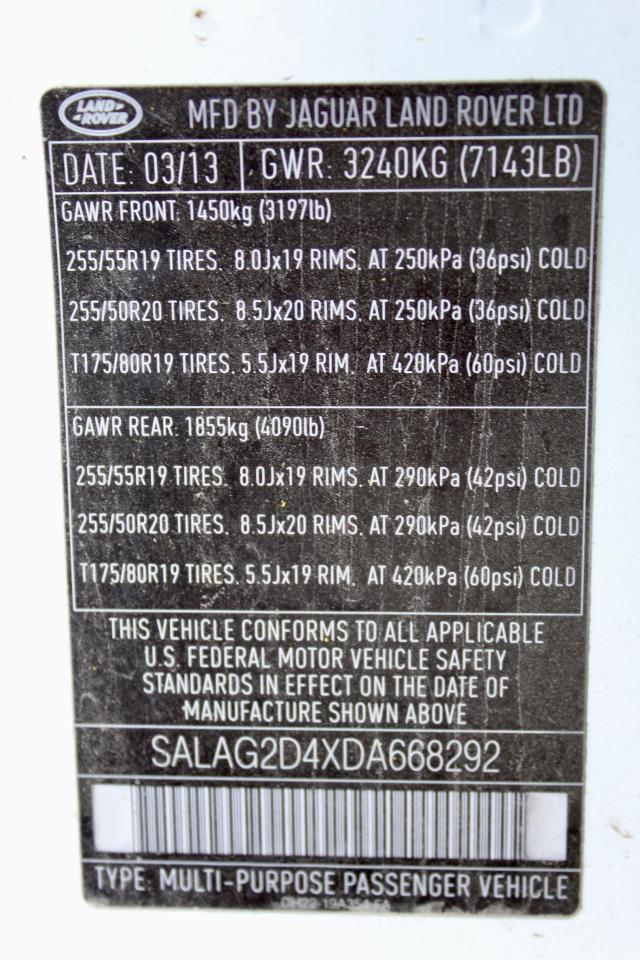 LAND ROVER
MFD BY JAGUAR LAND ROVER LTD
DATE: 03/13 GWR: 3240KG (7143LB)
GAWR FRONT: 1450kg (3197lb)
255/55R19 TIRES. 8.0Jx19 RIMS. AT 250kPa (36psi) COLD
255/50R20 TIRES. 8.5Jx20 RIMS. AT 250kPa (36psi) COLD
T175/80R19 TIRES. 5.5Jx19 RIM. AT 420kPa (60psi) COLD
GAWR REAR: 1855kg (4090lb)
255/55R19 TIRES. 8.0Jx19 RIMS. AT 290kPa (42psi) COLD
255/50R20 TIRES. 8.5Jx20 RIMS. AT 290kPa (42psi) COLD
T175/80R19 TIRES. 5.5Jx19 RIM. AT 420kPa (60psi) COLD
THIS VEHICLE CONFORMS TO ALL APPLICABLE
U.S. FEDERAL MOTOR VEHICLE SAFETY
STANDARDS IN EFFECT ON THE DATE OF
MANUFACTURE SHOWN ABOVE
SALAG2D4XDA668292
TYPE: MULTI-PURPOSE PASSENGER VEHICLE